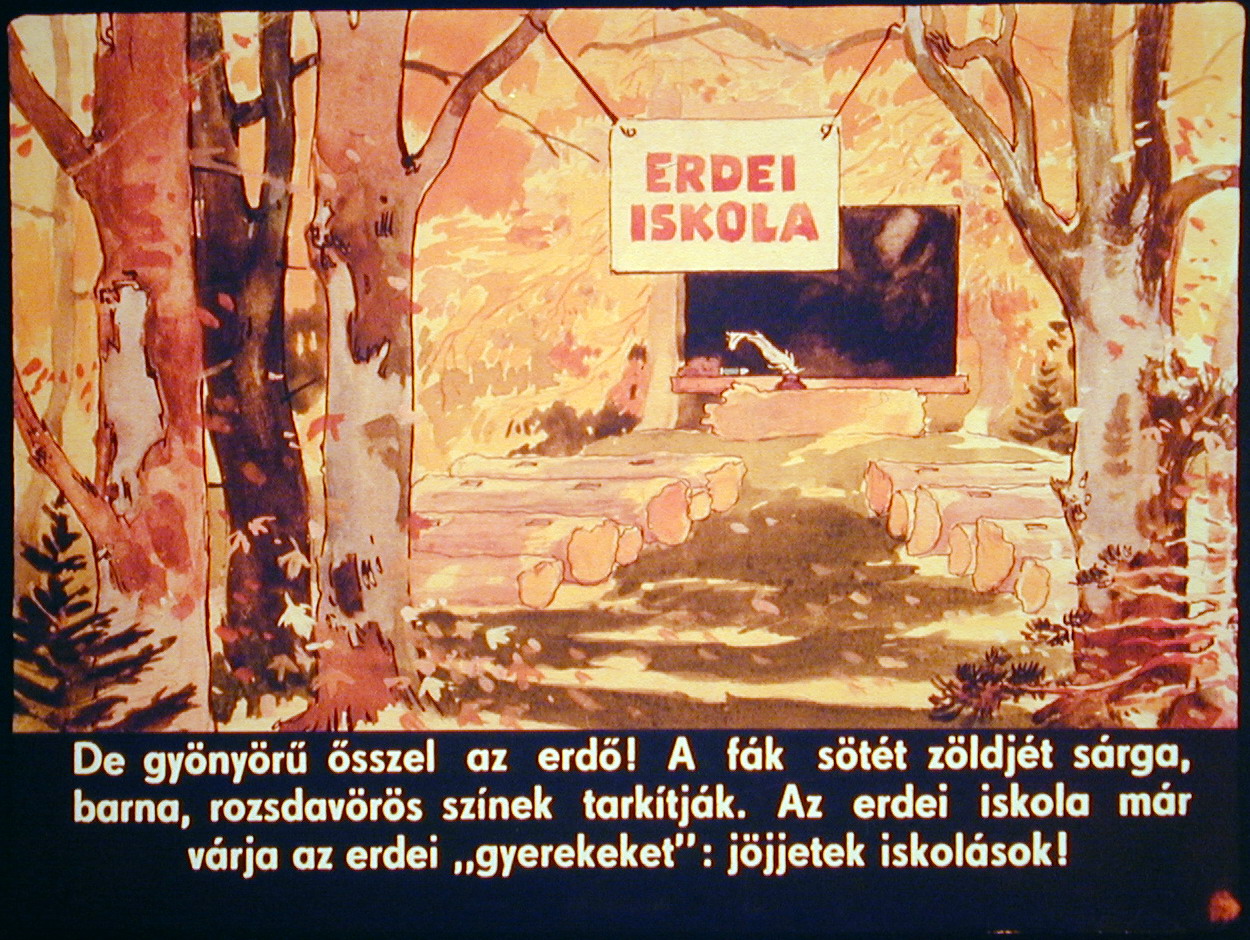 ERDEI
ISKOLA
De gyönyörű ősszel az erdő! A fák sötét zöldjét sárga,
barna, rozsdavörös színek tarkítják. Az erdei iskola már
várja az erdei „gyerekeket”: jöjjetek iskolások!